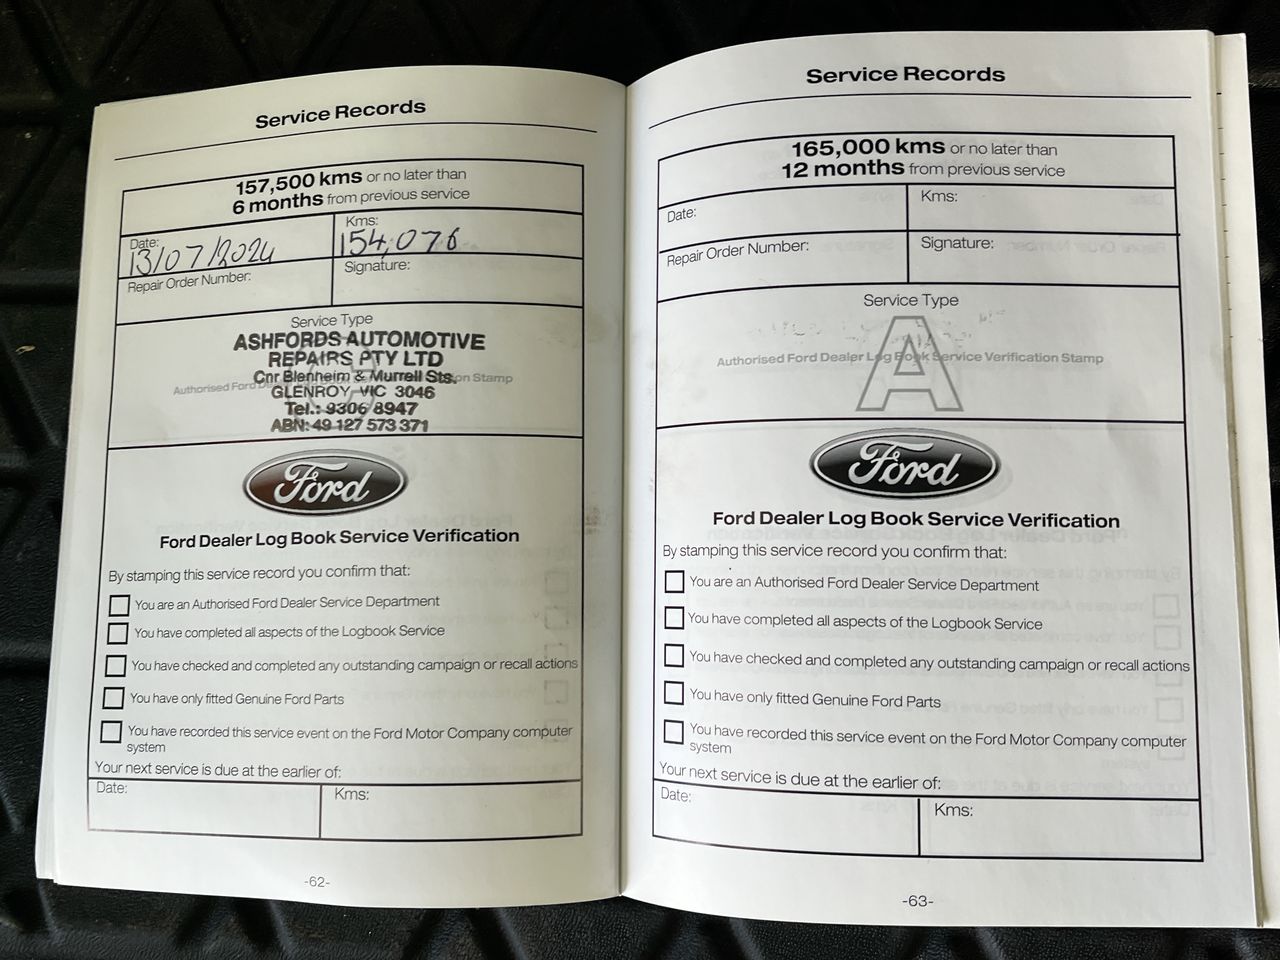 Service Records
157,500 kms or no later than
6 months from previous service
Date:
13/07/2024
Kms:
154,076
Repair Order Number:
Signature:
Service Type
ASHFORDS AUTOMOTIVE
REPAIRS PTY LTD
Cnr Blenheim & Murrell Sts.
Authorised Ford Stamp
GLENROY VIC 3046
Tel.: 9306 8947
ABN: 49 127 573 371
Ford
Ford Dealer Log Book Service Verification
By stamping this service record you confirm that:
You are an Authorised Ford Dealer Service Department
You have completed all aspects of the Logbook Service
You have checked and completed any outstanding campaign or recall actions
You have only fitted Genuine Ford Parts
You have recorded this service event on the Ford Motor Company computer
system
Your next service is due at the earlier of:
Date:
Kms:
-62-
Service Records
165,000 kms or no later than
12 months from previous service
Date:
Kms:
Repair Order Number:
Signature:
Service Type
A
Authorised Ford Dealer Log Book Service Verification Stamp
Ford
Ford Dealer Log Book Service Verification
By stamping this service record you confirm that:
You are an Authorised Ford Dealer Service Department
You have completed all aspects of the Logbook Service
You have checked and completed any outstanding campaign or recall actions
You have only fitted Genuine Ford Parts
You have recorded this service event on the Ford Motor Company computer
system
Your next service is due at the earlier of:
Date:
Kms:
-63-